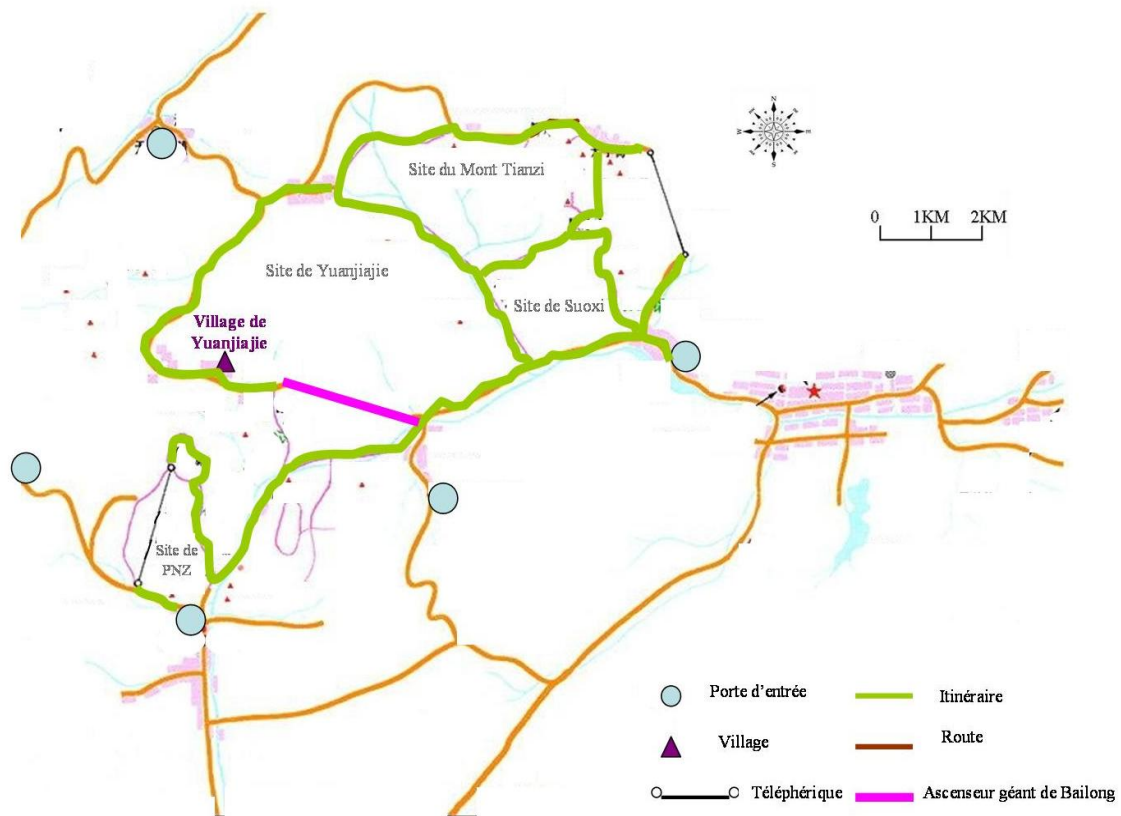 Site du Mont Tianzi
N
W
E
S
0 1KM 2KM
Site de Yuanjiajie
Site de Suoxi
Village de
Yuanjiajie
Site de
PNZ
Porte d'entrée
Itinéraire
Village
Route
Téléphérique
Ascenseur géant de Bailong